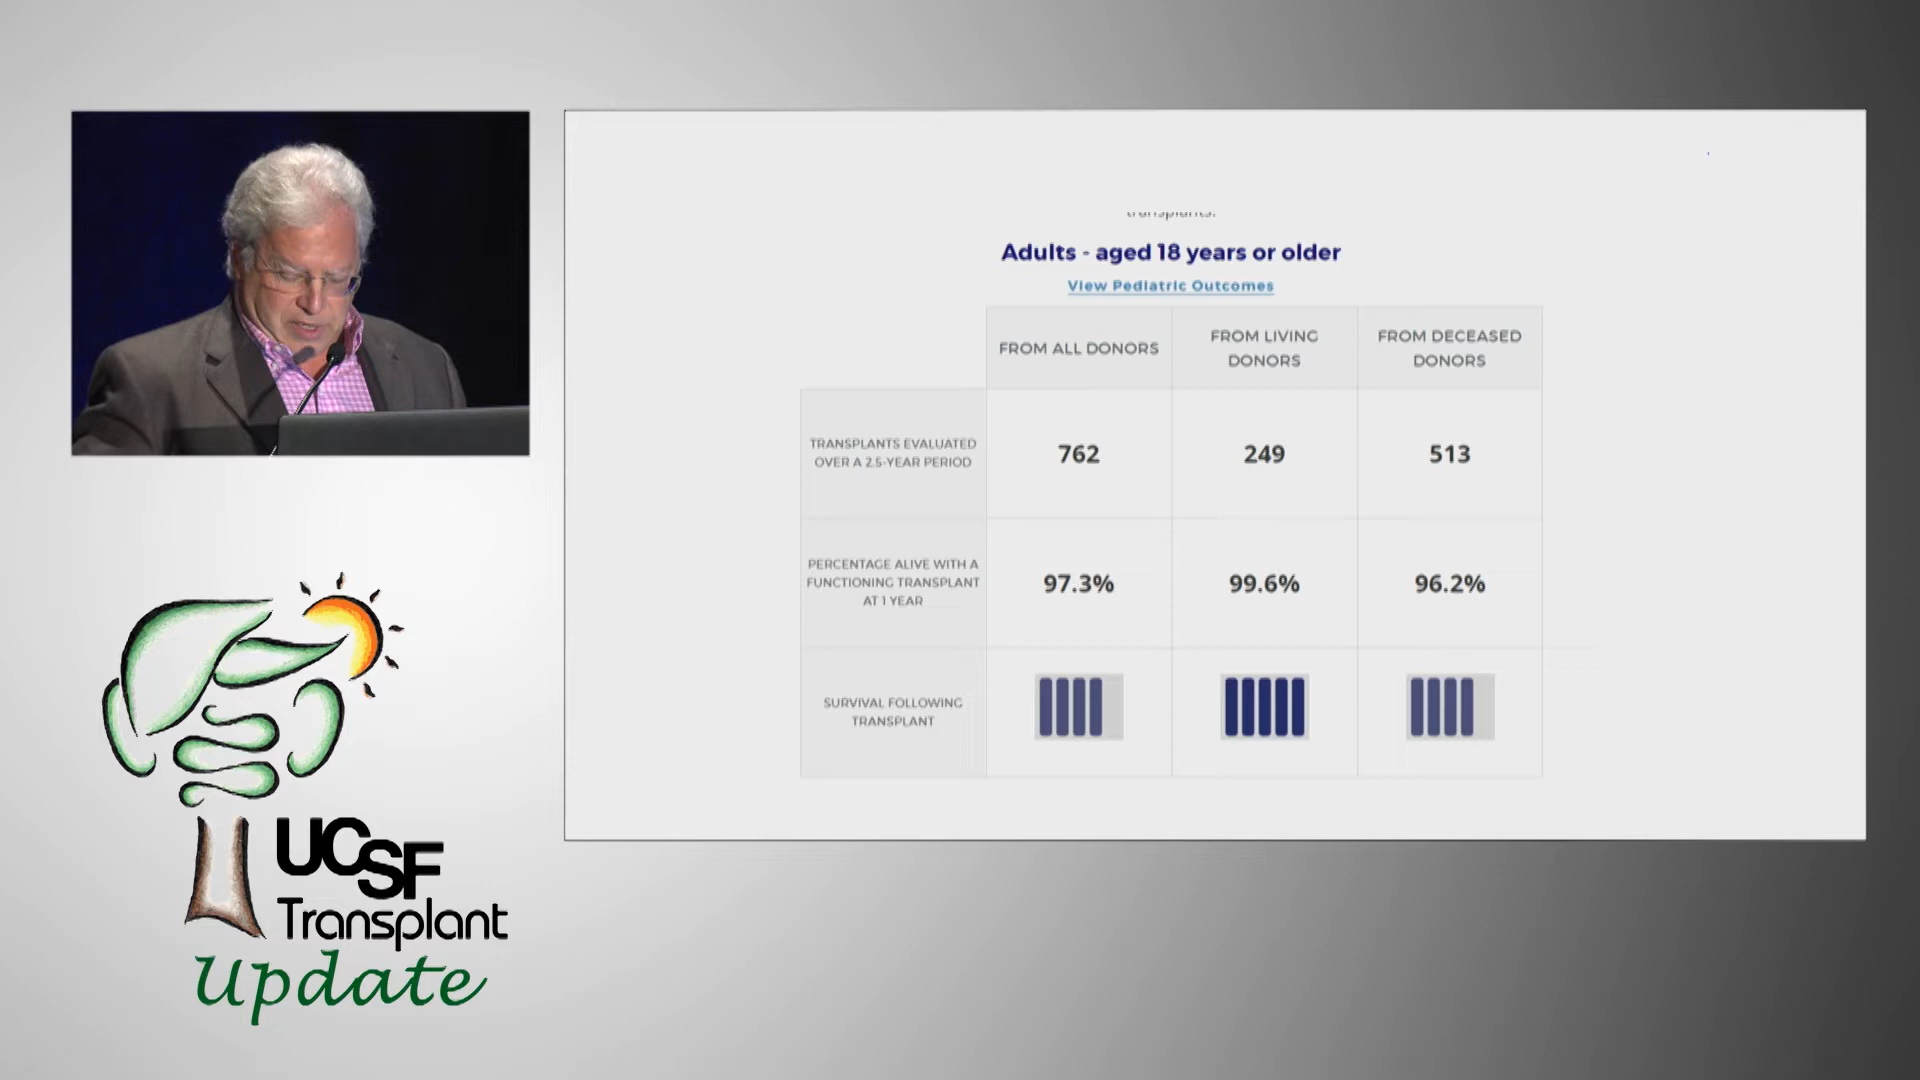 transplants.
Adults - aged 18 years or older
View Pediatric Outcomes
FROM ALL DONORS
FROM LIVING
DONORS
FROM DECEASED
DONORS
TRANSPLANTS EVALUATED
OVER A 2.5-YEAR PERIOD
762
249
513
PERCENTAGE ALIVE WITH A
FUNCTIONING TRANSPLANT
AT 1 YEAR
97.3%
99.6%
96.2%
SURVIVAL FOLLOWING
TRANSPLANT
UCSF
Transplant
Update